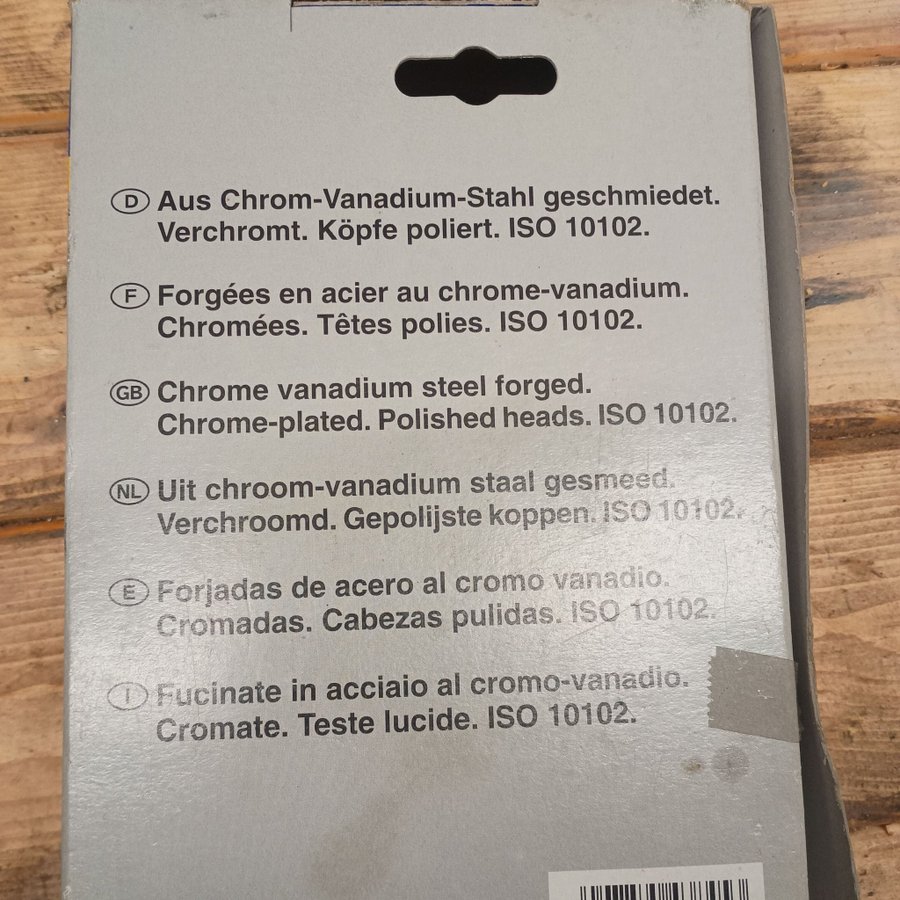 D Aus Chrom-Vanadium-Stahl geschmiedet.
Verchromt. Köpfe poliert. ISO 10102.
F Forgées en acier au chrome-vanadium.
Chromées. Têtes polies. ISO 10102.
GB Chrome vanadium steel forged.
Chrome-plated. Polished heads. ISO 10102.
NL Uit chroom-vanadium staal gesmeed.
Verchroomd. Gepolijste koppen. ISO 10102.
E Forjadas de acero al cromo vanadio.
Cromadas. Cabezas pulidas. ISO 10102.
I Fucinate in acciaio al cromo-vanadio.
Cromate. Teste lucide. ISO 10102.